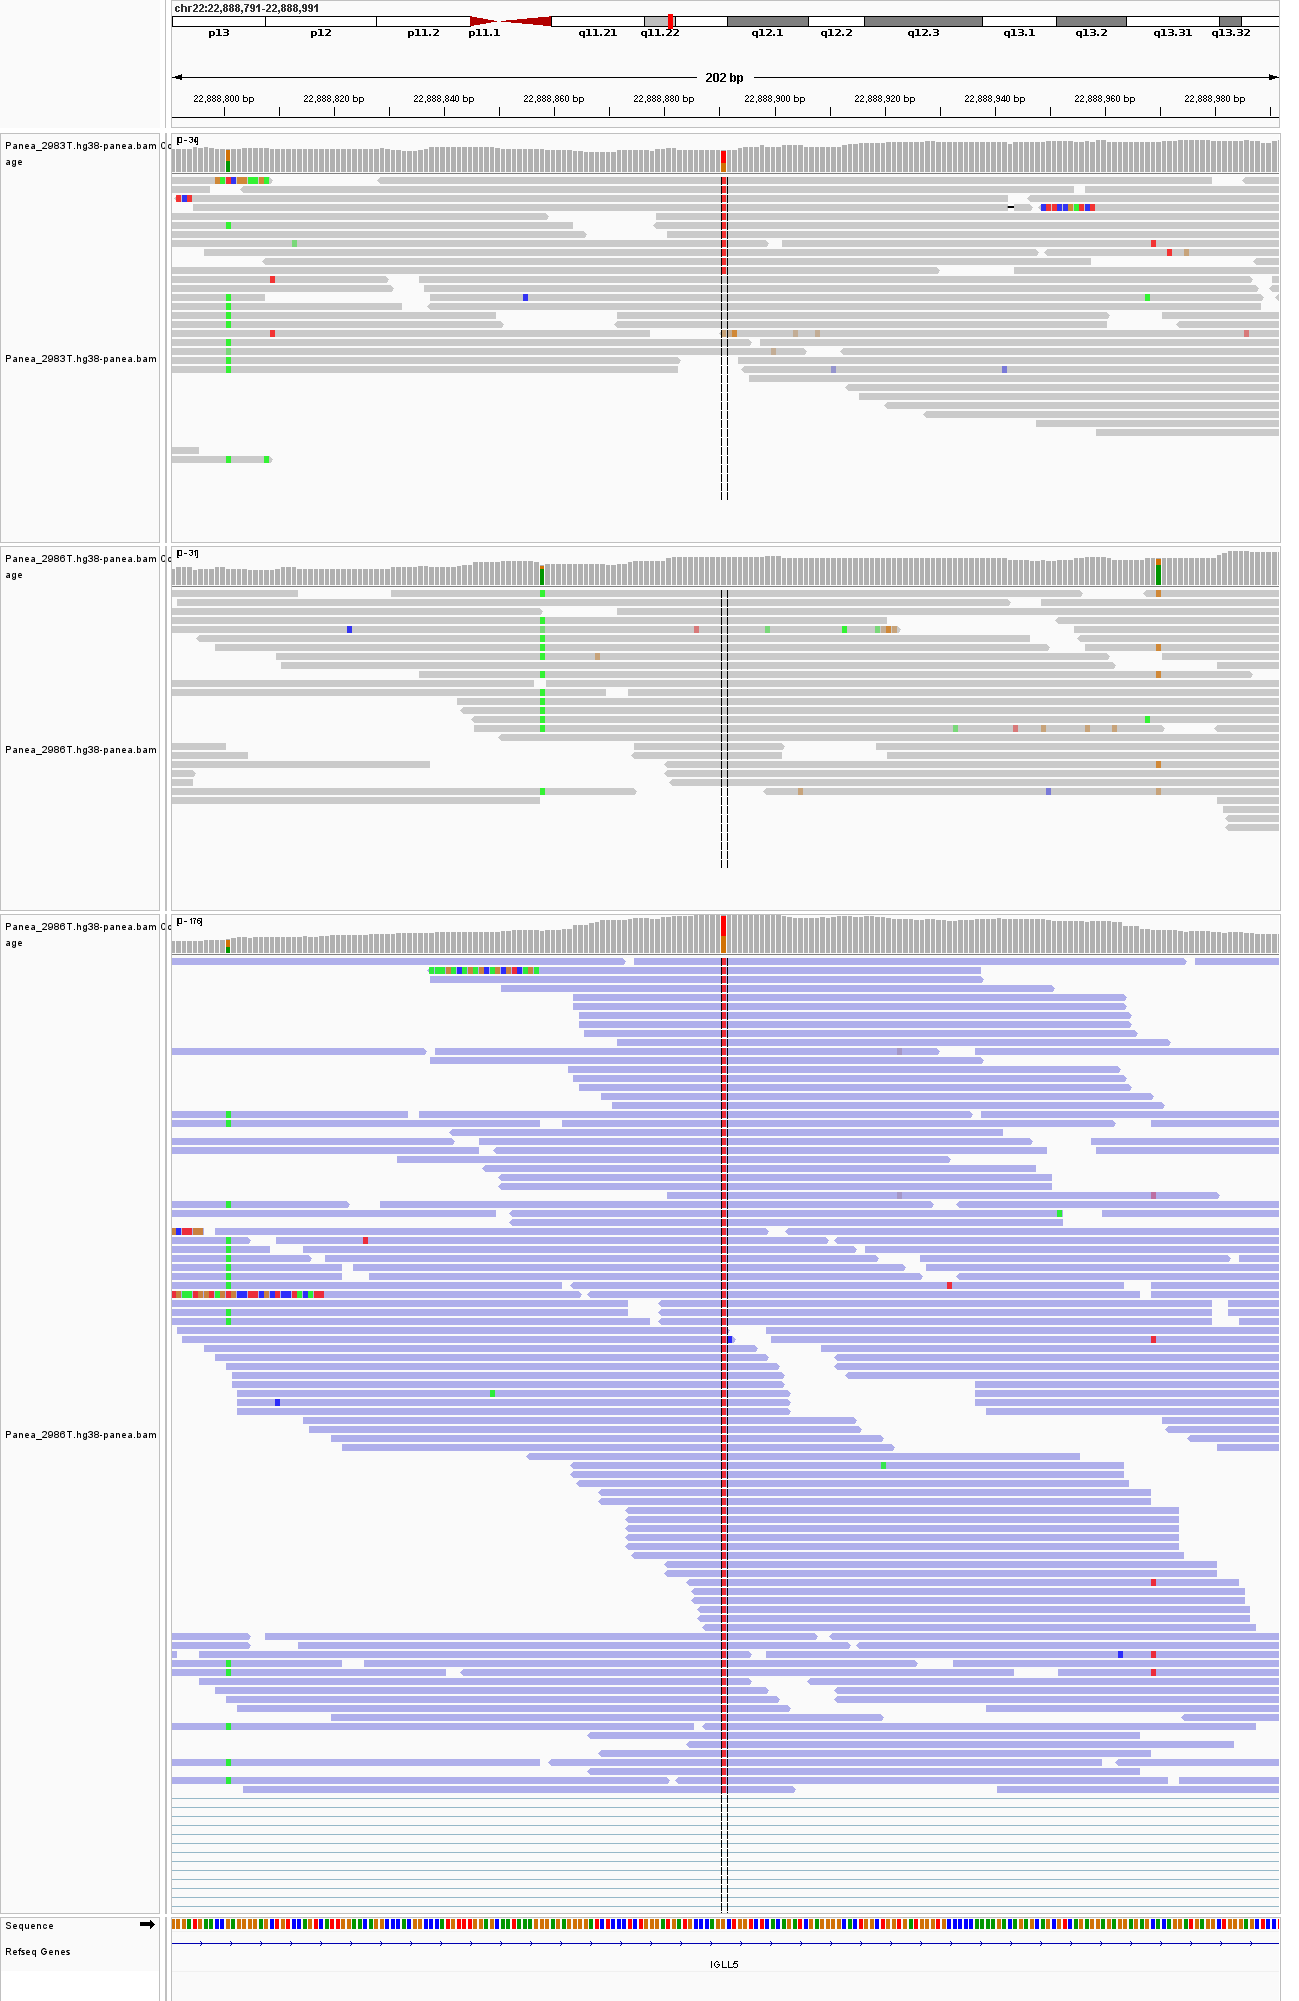 chr22:22,888,791-22,888,991
p13 p12 p11.2 p11.1 q11.21 q11.22 q12.1 q12.2 q12.3 q13.1 q13.2 q13.31 q13.32
202 bp
22,888,800 bp 22,888,820 bp 22,888,840 bp 22,888,860 bp 22,888,880 bp 22,888,900 bp 22,888,920 bp 22,888,940 bp 22,888,960 bp 22,888,980 bp
Panea_2983T.hg38-panea.bam Co
age
[0-34]
Panea_2983T.hg38-panea.bam
Panea_2986T.hg38-panea.bam Co
age
[0-31]
Panea_2986T.hg38-panea.bam
Panea_2986T.hg38-panea.bam Co
age
[0-176]
Panea_2986T.hg38-panea.bam
Sequence
Refseq Genes
IGLL5